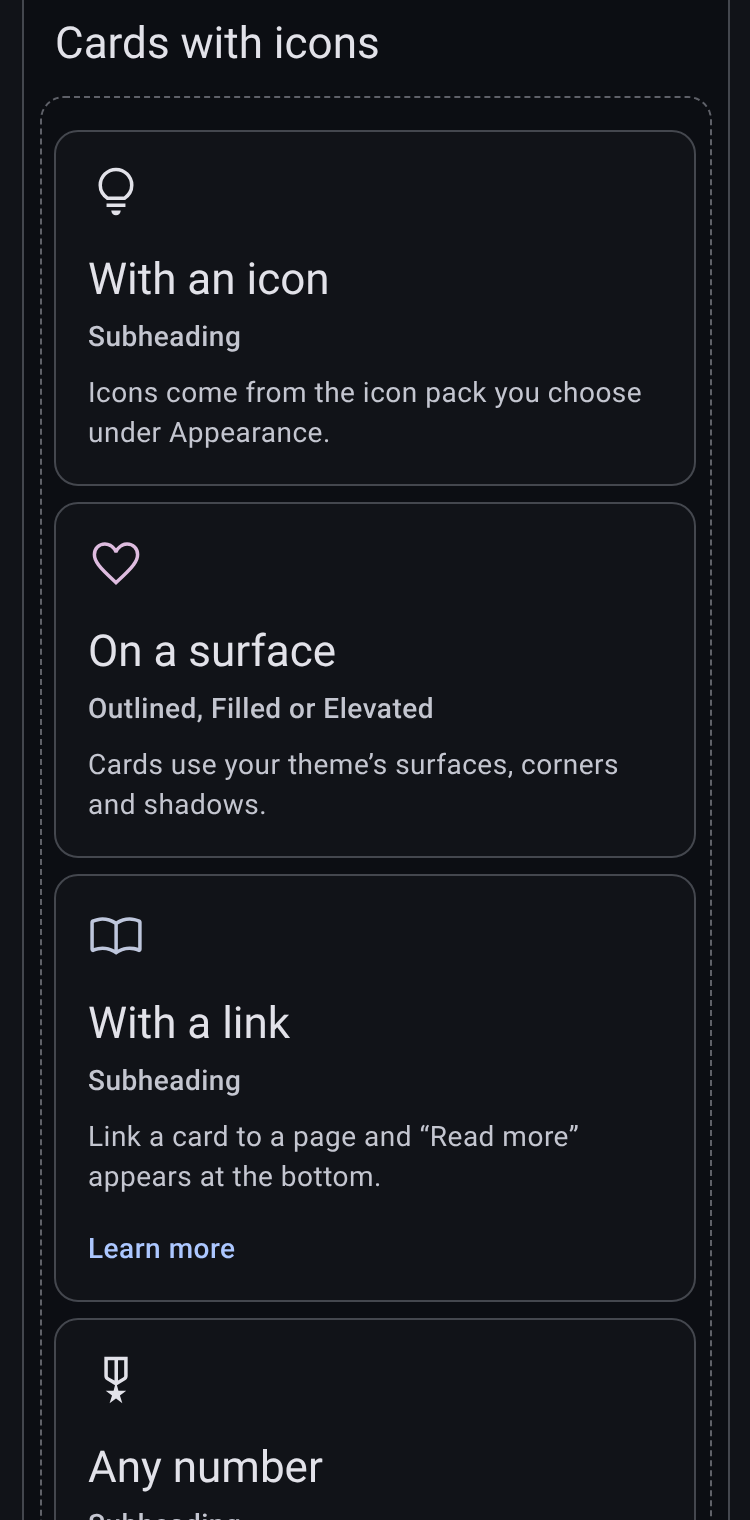 Cards with icons
With an icon
Subheading
Icons come from the icon pack you choose
under Appearance.
On a surface
Outlined, Filled or Elevated
Cards use your theme’s surfaces, corners
and shadows.
With a link
Subheading
Link a card to a page and “Read more”
appears at the bottom.
Learn more
Any number
Subheading